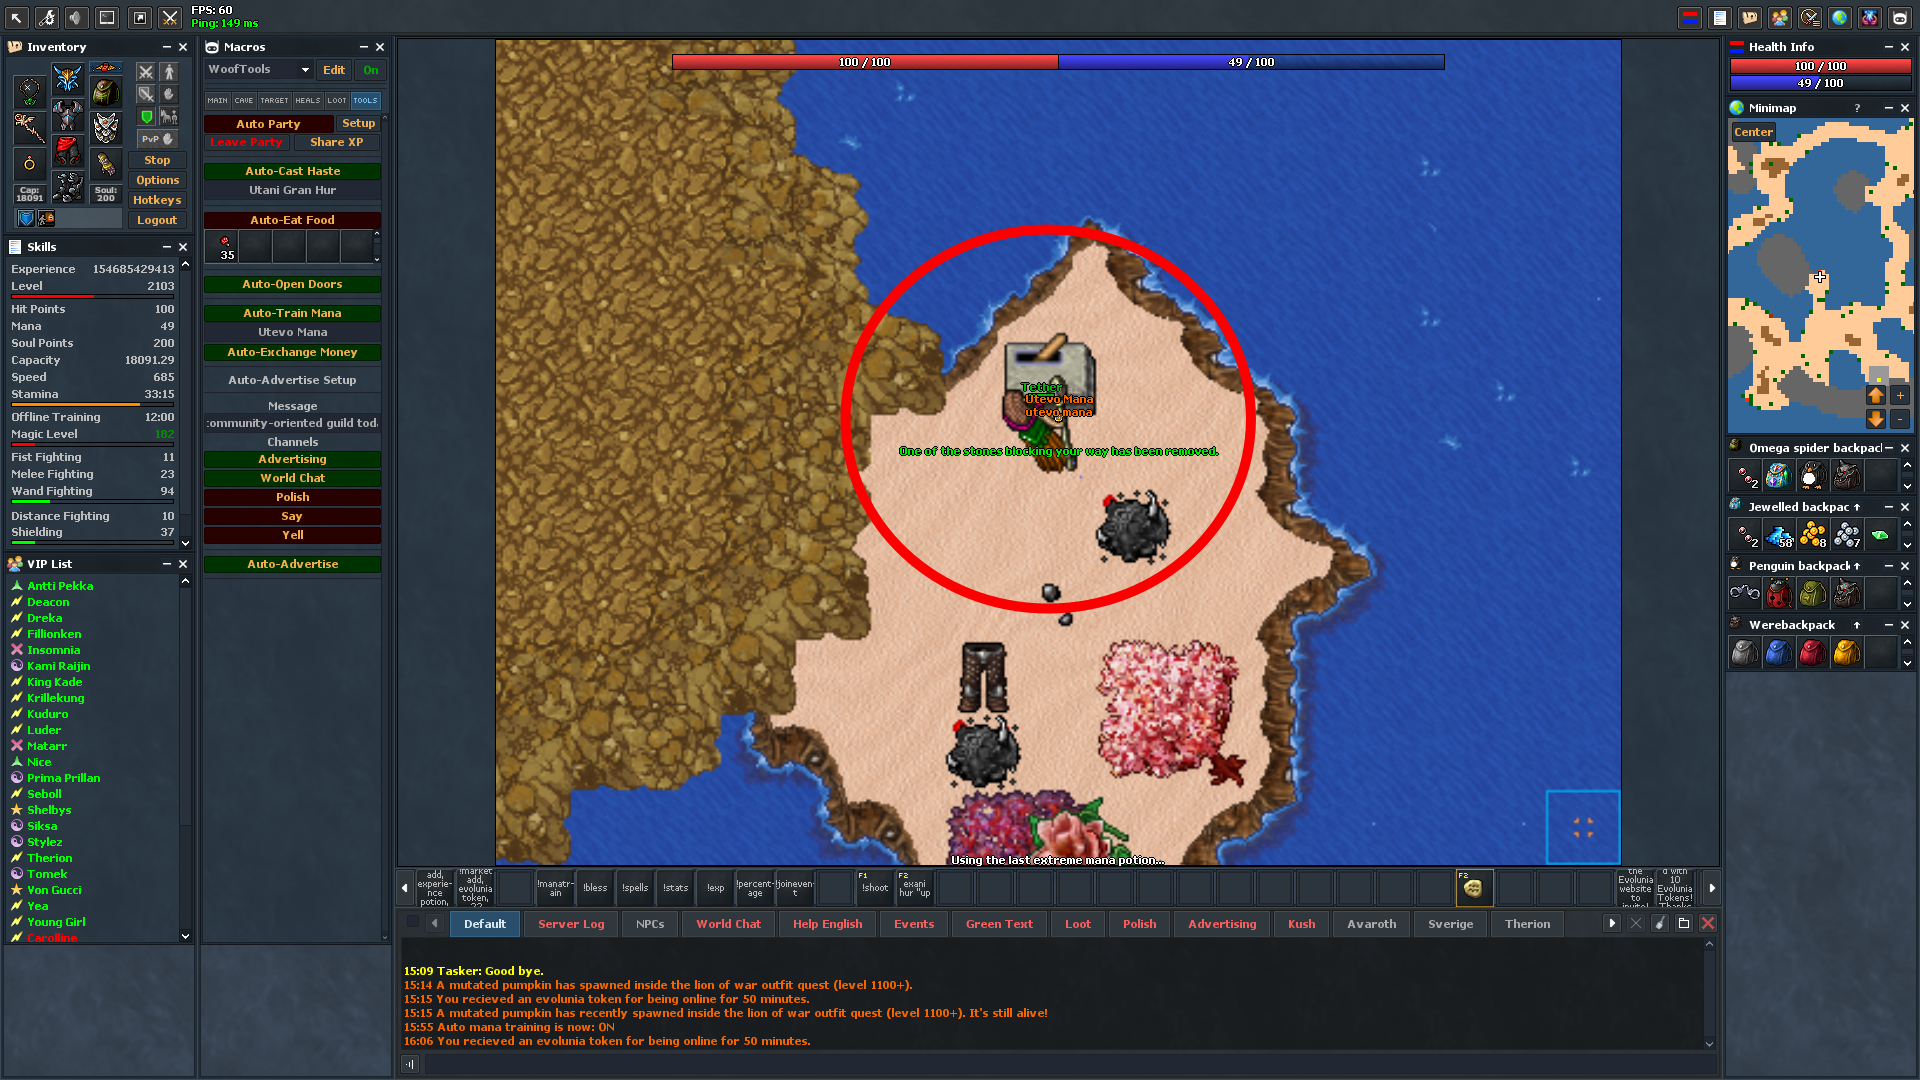 FPS: 60
Ping: 149 ms
Inventory
Cap: 18091
Soul: 200
PvP
Stop
Options
Hotkeys
Logout
Skills
Experience 154685429413
Level 2103
Hit Points 100
Mana 49
Soul Points 200
Capacity 18091.29
Speed 685
Stamina 33:15
Offline Training 12:00
Magic Level 182
Fist Fighting 11
Melee Fighting 23
Wand Fighting 94
Distance Fighting 10
Shielding 37
VIP List
Antti Pekka
Deacon
Dreka
Fillionken
Insomnia
Kami Raijin
King Kade
Krillekung
Kuduro
Luder
Matarr
Nice
Prima Prillan
Seboll
Shelbys
Siksa
Stylez
Therion
Tomek
Von Gucci
Yea
Young Girl
Carolline
Macros
WoofTools Edit On
MAIN CAVE TARGET HEALS LOOT TOOLS
Auto Party Setup
Leave Party Share XP
Auto-Cast Haste
Utani Gran Hur
Auto-Eat Food
35
Auto-Open Doors
Auto-Train Mana
Utevo Mana
Auto-Exchange Money
Auto-Advertise Setup
Message
:ommunity-oriented guild tod
Channels
Advertising
World Chat
Polish
Say
Yell
Auto-Advertise
100 / 100 49 / 100
Tether
Utevo Mana
utevo mana
One of the stones blocking your way has been removed.
Using the last extreme mana potion...
add, experie-nce potion,
!market add, evolunia token,
!manatr-ain
!bless
!spells
!stats
!exp
!percent-age
!joineven-t
F1 !shoot
F2 exani hur "up
F2
the Evolunia website to
d with 10 Evolunia Tokens!
Default Server Log NPCs World Chat Help English Events Green Text Loot Polish Advertising Kush Avaroth Sverige Therion
15:09 Tasker: Good bye.
15:14 A mutated pumpkin has spawned inside the lion of war outfit quest (level 1100+).
15:15 You recieved an evolunia token for being online for 50 minutes.
15:15 A mutated pumpkin has recently spawned inside the lion of war outfit quest (level 1100+). It's still alive!
15:55 Auto mana training is now: ON
16:06 You recieved an evolunia token for being online for 50 minutes.
Health Info
100 / 100
49 / 100
Minimap ?
Center
Omega spider backpac
2
Jewelled backpac
2 58 8 7
Penguin backpack
Werebackpack